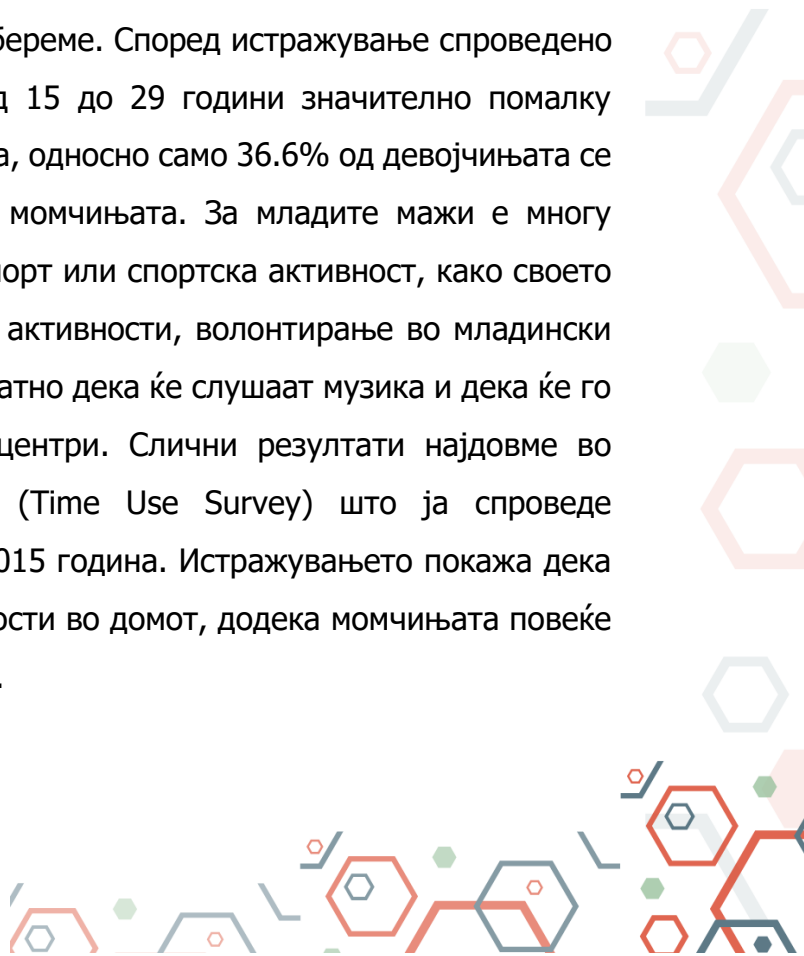 береме. Според истражување спроведено
15 до 29 години значително помалку
односно само 36.6% од девојчињата се
момчињата. За младите мажи е многу
или спортска активност, како своето
активности, волонтирање во младински
дека ќе слушаат музика и дека ќе го
центри. Слични резултати најдовме во
(Time Use Survey) што ја спроведе
015 година. Истражувањето покажа дека
во домот, додека момчињата повеќе
.